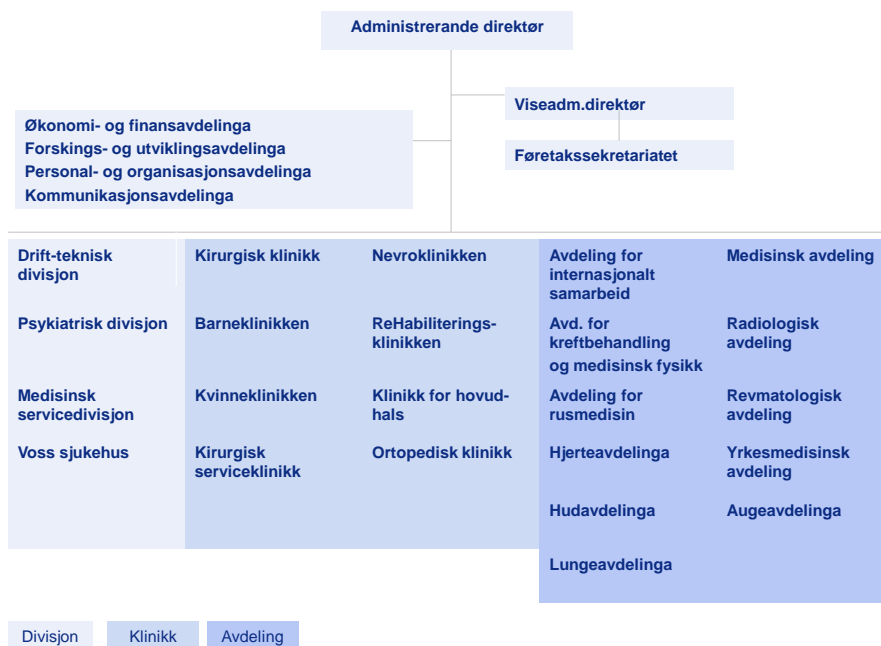 Administrerande direktør
Viseadm.direktør
Økonomi- og finansavdelinga
Forskings- og utviklingsavdelinga
Personal- og organisasjonsavdelinga
Kommunikasjonsavdelinga
Føretakssekretariatet
Drift-teknisk
divisjon
Psykiatrisk divisjon
Medisinsk
servicedivisjon
Voss sjukehus
Kirurgisk klinikk
Barneklinikken
Kvinneklinikken
Kirurgisk
serviceklinikk
Nevroklinikken
ReHabiliterings-
klinikken
Klinikk for hovud-
hals
Ortopedisk klinikk
Avdeling for
internasjonalt
samarbeid
Avd. for
kreftbehandling
og medisinsk fysikk
Avdeling for
rusmedisin
Hjerteavdelinga
Hudavdelinga
Lungeavdelinga
Medisinsk avdeling
Radiologisk
avdeling
Revmatologisk
avdeling
Yrkesmedisinsk
avdeling
Augeavdelinga
Divisjon
Klinikk
Avdeling